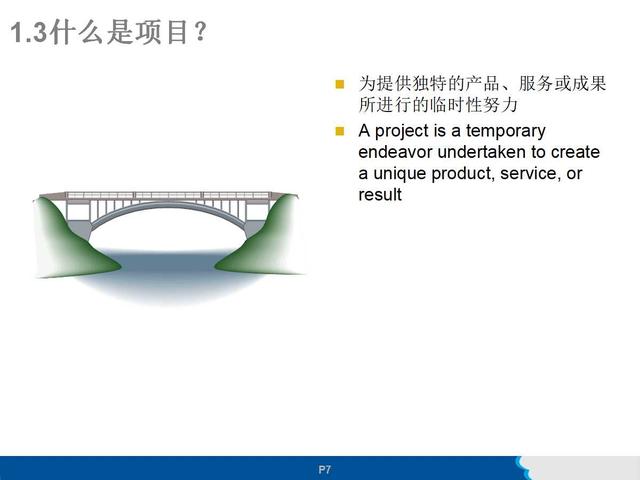 1.3什么是项目？
为提供独特的产品、服务或成果
所进行的临时性努力
A project is a temporary
endeavor undertaken to create
a unique product, service, or
result
P7